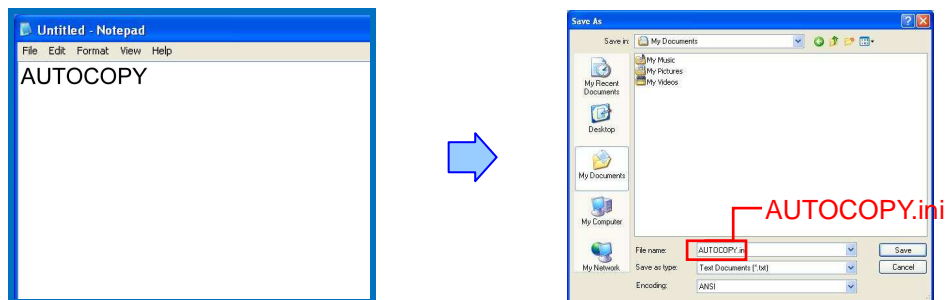 Untitled - Notepad
File Edit Format View Help
AUTOCOPY
Save As
Save in: My Documents
My Music
My Pictures
My Videos
My Recent
Documents
Desktop
My Documents
My Computer
My Network
AUTOCOPY.ini
File name: AUTOCOPY.in Save
Save as type: Text Documents (*.txt) Cancel
Encoding: ANSI